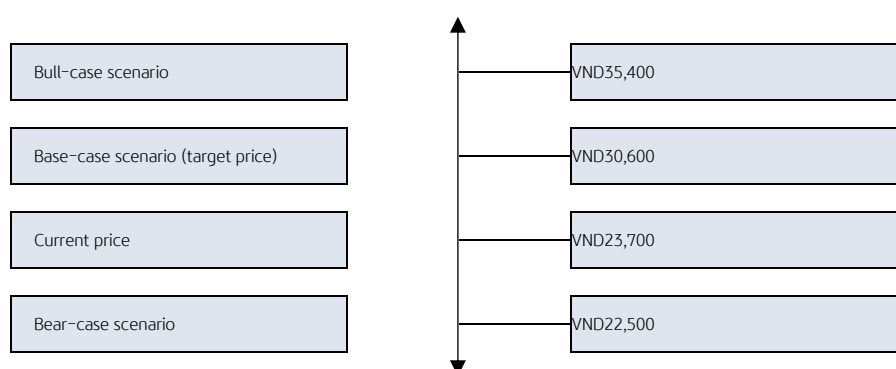 Bull-case scenario
VND35,400
Base-case scenario (target price)
VND30,600
Current price
VND23,700
Bear-case scenario
VND22,500